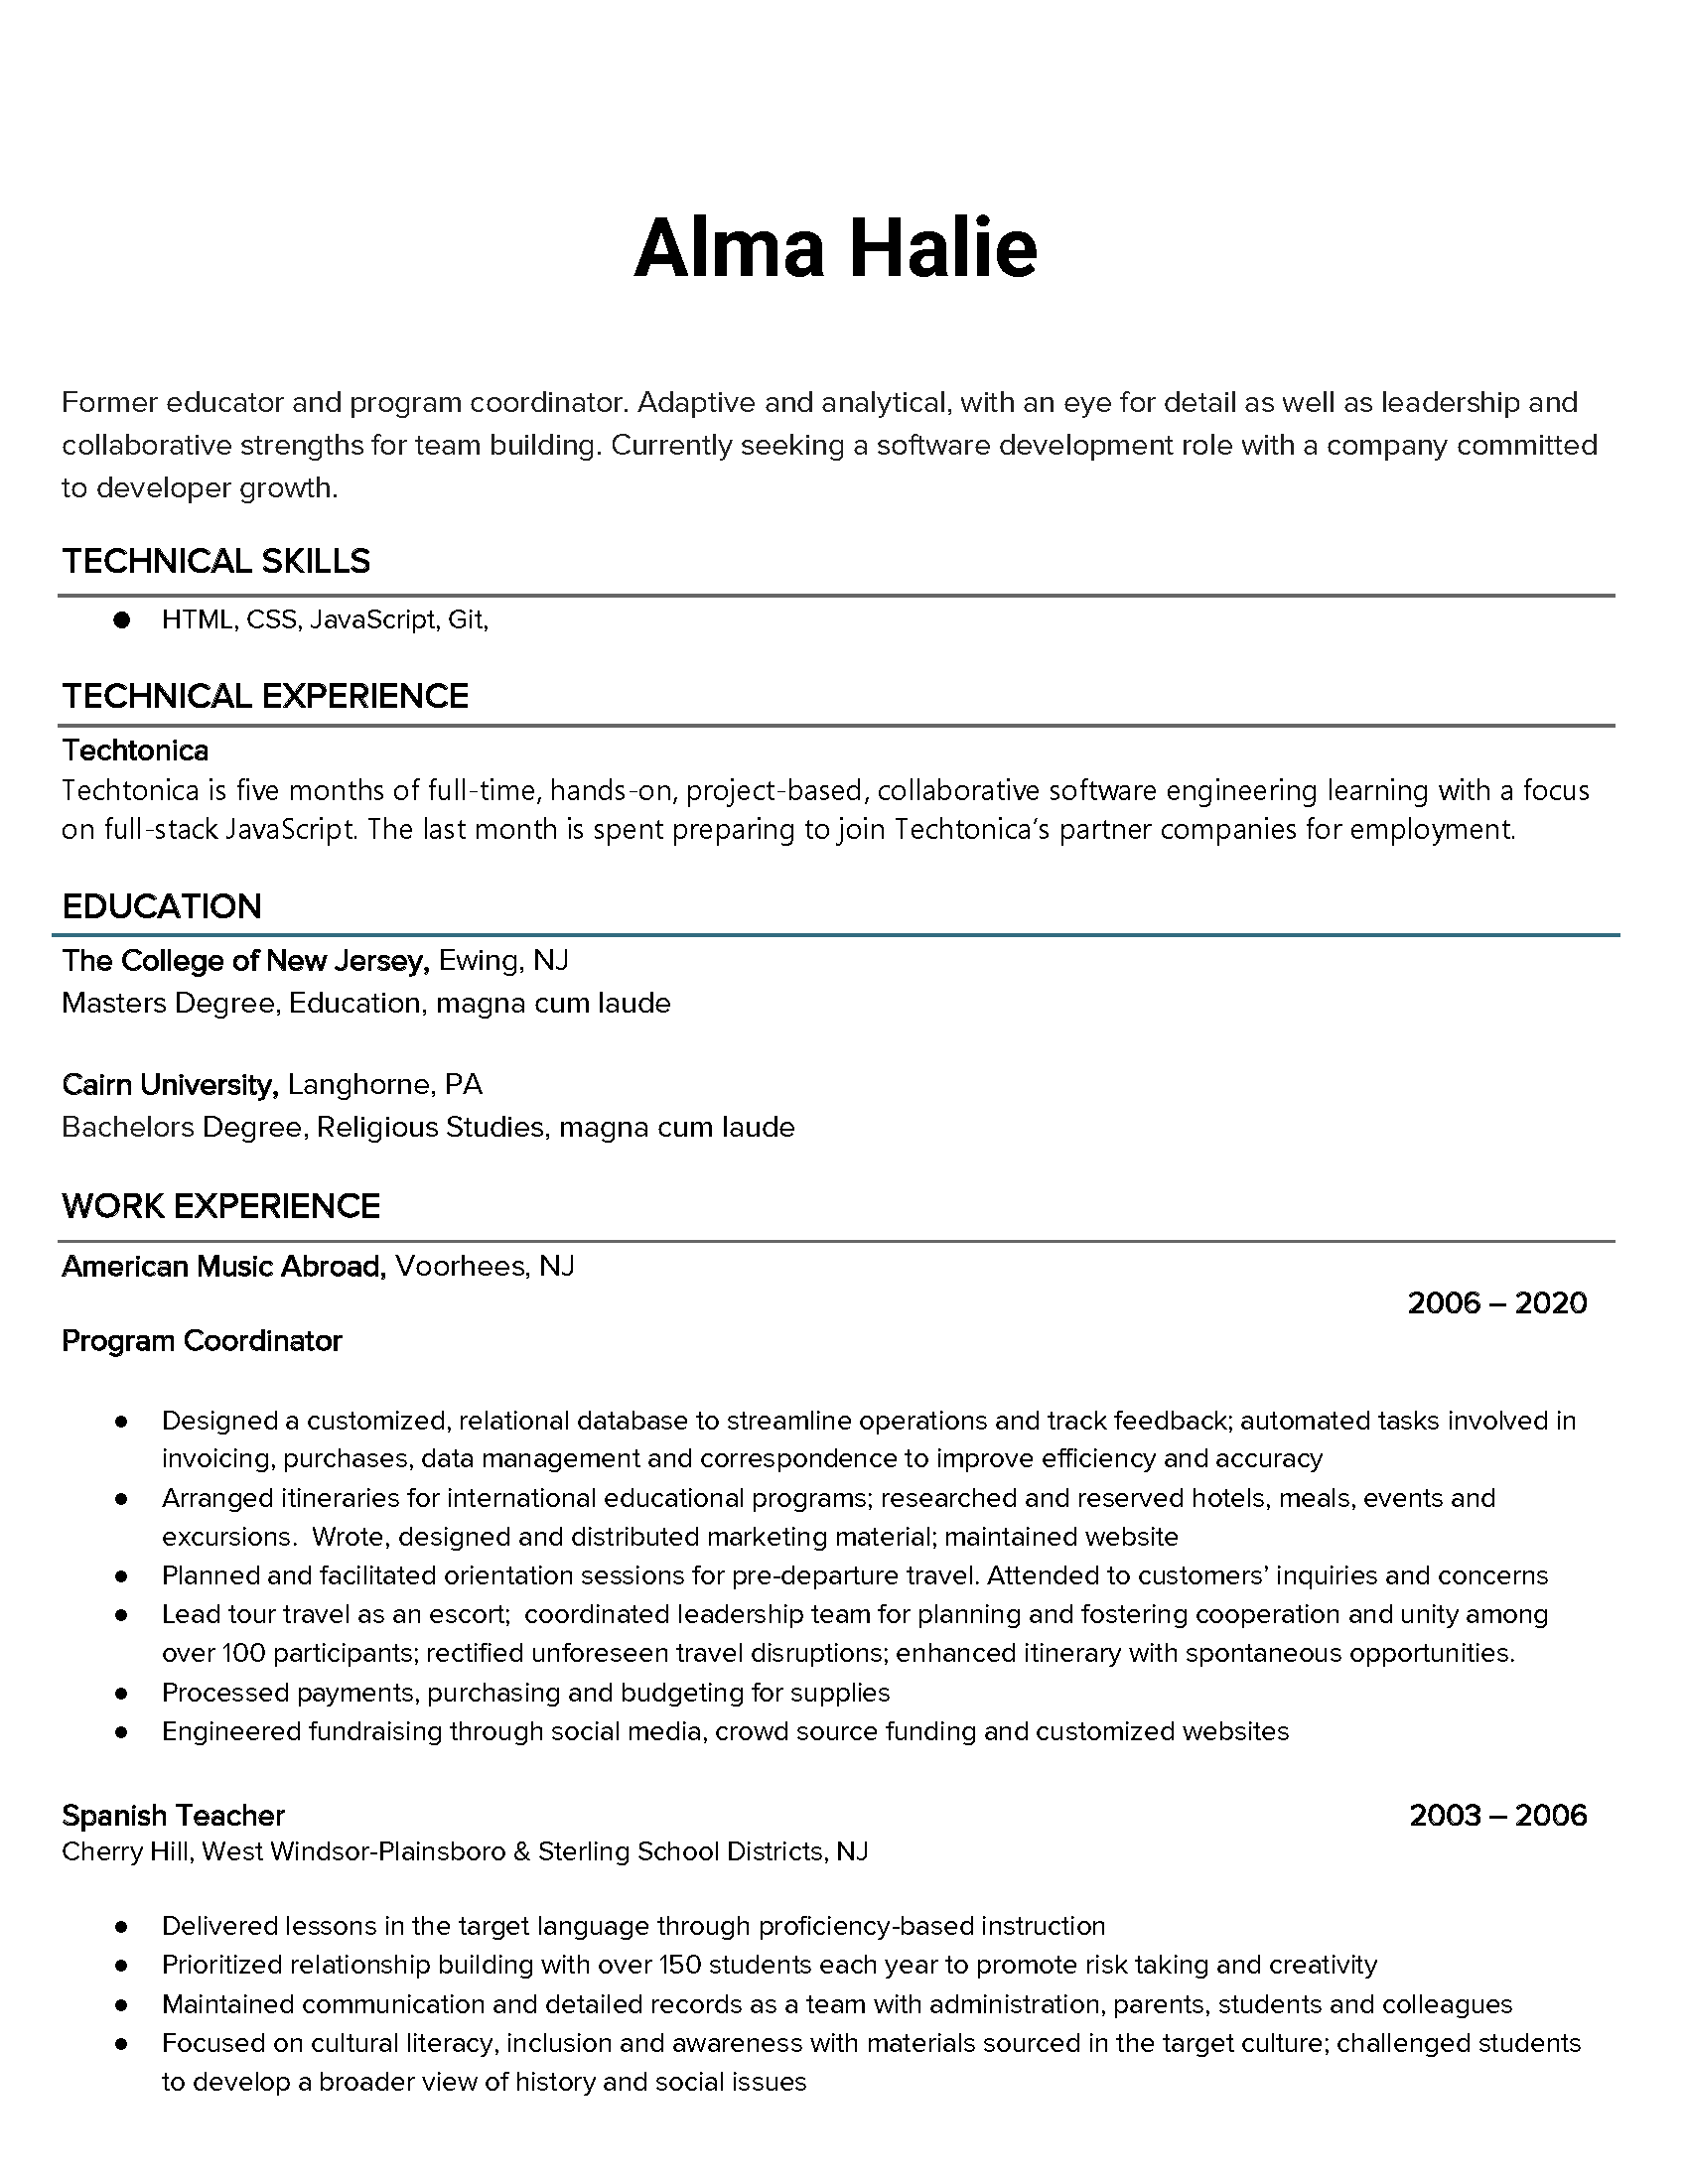 Alma Halie
Former educator and program coordinator. Adaptive and analytical, with an eye for detail as well as leadership and
collaborative strengths for team building. Currently seeking a software development role with a company committed
to developer growth.
TECHNICAL SKILLS
● HTML, CSS, JavaScript, Git,
TECHNICAL EXPERIENCE
Techtonica
Techtonica is five months of full-time, hands-on, project-based, collaborative software engineering learning with a focus
on full-stack JavaScript. The last month is spent preparing to join Techtonica’s partner companies for employment.
EDUCATION
The College of New Jersey, Ewing, NJ
Masters Degree, Education, magna cum laude
Cairn University, Langhorne, PA
Bachelors Degree, Religious Studies, magna cum laude
WORK EXPERIENCE
American Music Abroad, Voorhees, NJ
2006 – 2020
Program Coordinator
● Designed a customized, relational database to streamline operations and track feedback; automated tasks involved in
invoicing, purchases, data management and correspondence to improve efficiency and accuracy
● Arranged itineraries for international educational programs; researched and reserved hotels, meals, events and
excursions.  Wrote, designed and distributed marketing material; maintained website
● Planned and facilitated orientation sessions for pre-departure travel. Attended to customers’ inquiries and concerns
● Lead tour travel as an escort;  coordinated leadership team for planning and fostering cooperation and unity among
over 100 participants; rectified unforeseen travel disruptions; enhanced itinerary with spontaneous opportunities.
● Processed payments, purchasing and budgeting for supplies
● Engineered fundraising through social media, crowd source funding and customized websites
Spanish Teacher 2003 – 2006
Cherry Hill, West Windsor-Plainsboro & Sterling School Districts, NJ
● Delivered lessons in the target language through proficiency-based instruction
● Prioritized relationship building with over 150 students each year to promote risk taking and creativity
● Maintained communication and detailed records as a team with administration, parents, students and colleagues
● Focused on cultural literacy, inclusion and awareness with materials sourced in the target culture; challenged students
to develop a broader view of history and social issues